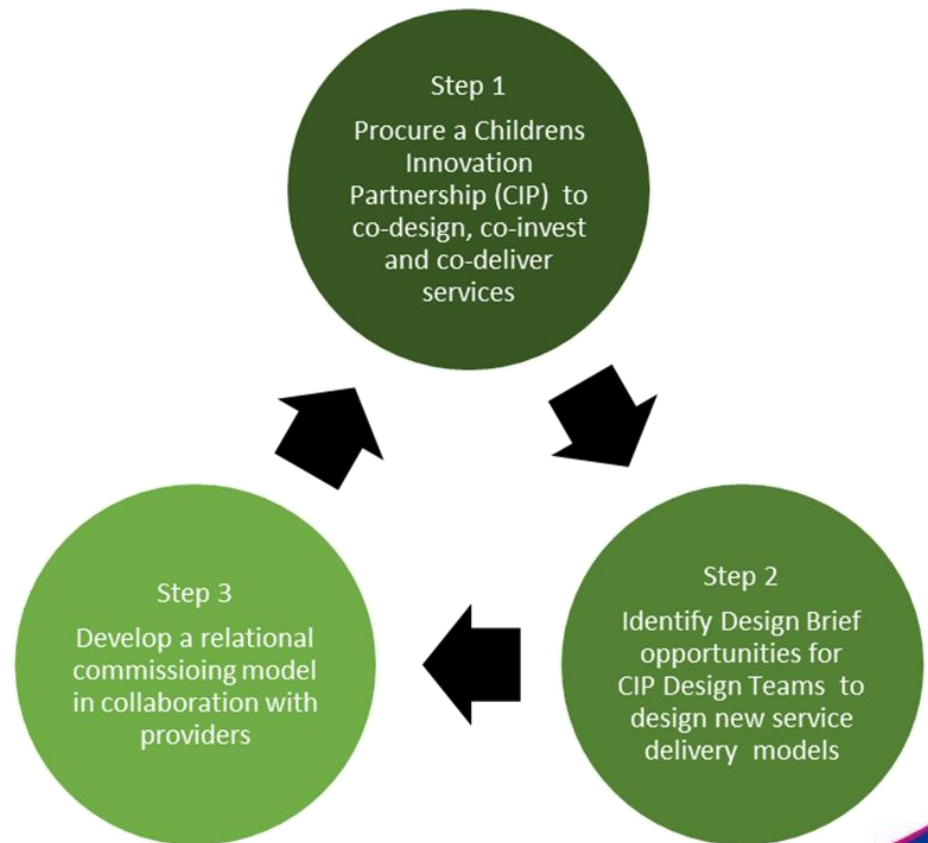 Step 1
Procure a Childrens
Innovation
Partnership (CIP) to
co-design, co-invest
and co-deliver
services
Step 2
Identify Design Brief
opportunities for
CIP Design Teams to
design new service
delivery models
Step 3
Develop a relational
commissioing model
in collaboration with
providers